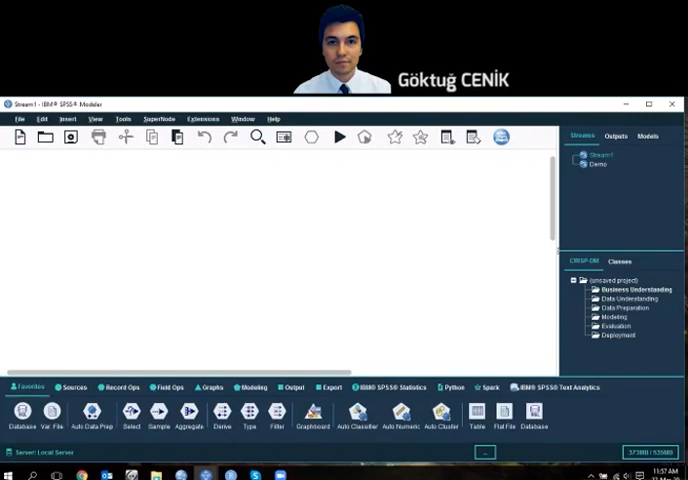 Göktuğ CENİK
Stream1 - IBM® SPSS® Modeler
File Edit Insert View Tools SuperNode Extensions Window Help
Streams Outputs Models
Stream1
Demo
CRISP-DM Classes
(unsaved project)
Business Understanding
Data Understanding
Data Preparation
Modeling
Evaluation
Deployment
Favorites Sources Record Ops Field Ops Graphs Modeling Output Export IBM® SPSS® Statistics Python Spark IBM® SPSS® Text Analytics
Database Var. File Auto Data Prep Select Sample Aggregate Derive Type Filter Graphboard Auto Classifier Auto Numeric Auto Cluster Table Flat File Database
Server: Local Server
11:57 AM